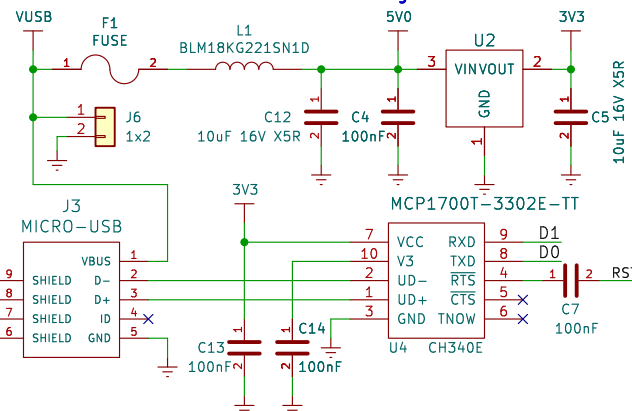 VUSB
F1
FUSE
L1
BLM18KG221SN1D
5V0
U2
3V3
1
2
3
VINVOUT
2
GND
1
J6
1
2
1x2
C12
1
2
10uF 16V X5R
C4
1
2
100nF
C5
1
2
10uF 16V X5R
MCP1700T-3302E-TT
J3
MICRO-USB
3V3
VBUS 1
9 SHIELD D- 2
8 SHIELD D+ 3
7 SHIELD ID 4
6 SHIELD GND 5
7 VCC RXD 9 D1
10 V3 TXD 8 D0
2 UD- RTS 4
1 UD+ CTS 5
3 GND TNOW 6
U4 CH340E
1
2
RST
C7
100nF
C13
1
2
100nF
C14
1
2
100nF